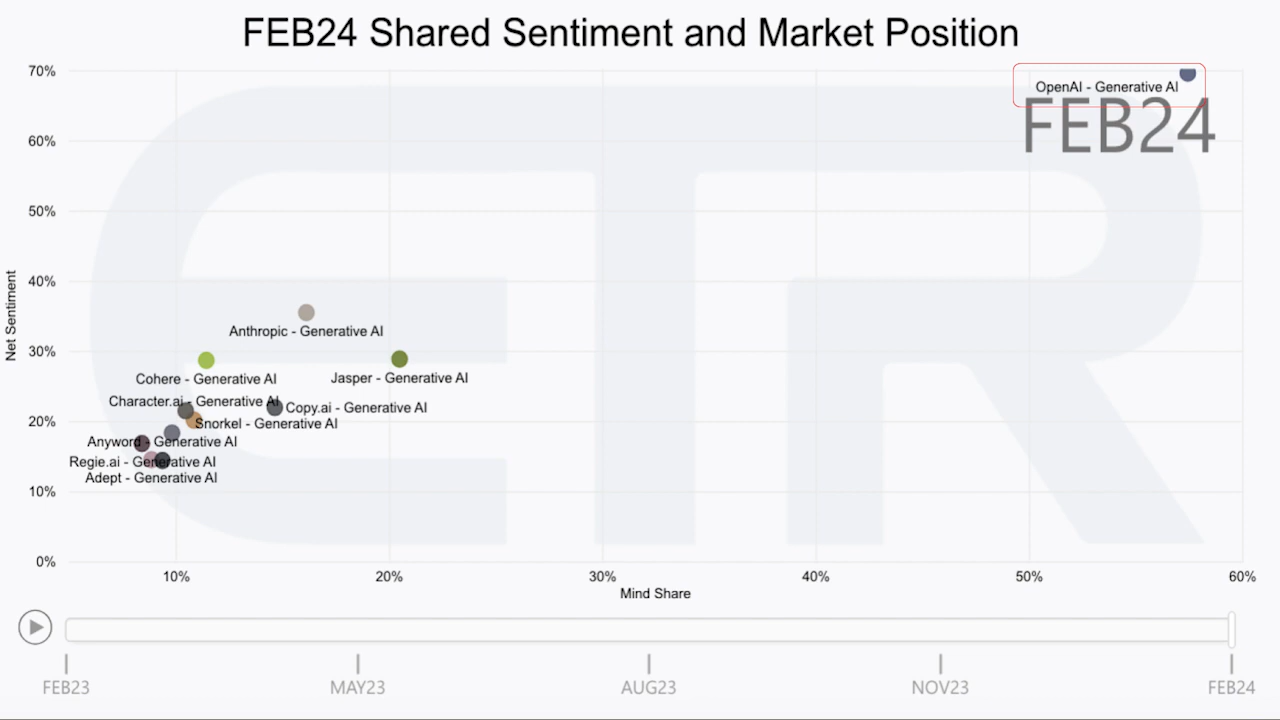 FEB24 Shared Sentiment and Market Position
70%
OpenAI - Generative AI
FEB24
60%
50%
40%
Net Sentiment
Anthropic - Generative AI
30%
Cohere - Generative AI
Jasper - Generative AI
Character.ai - Generative AI
Copy.ai - Generative AI
20%
Snorkel - Generative AI
Anyword - Generative AI
Regie.ai - Generative AI
Adept - Generative AI
10%
0%
10% 20% 30% 40% 50% 60%
Mind Share
FEB23 MAY23 AUG23 NOV23 FEB24
ETR